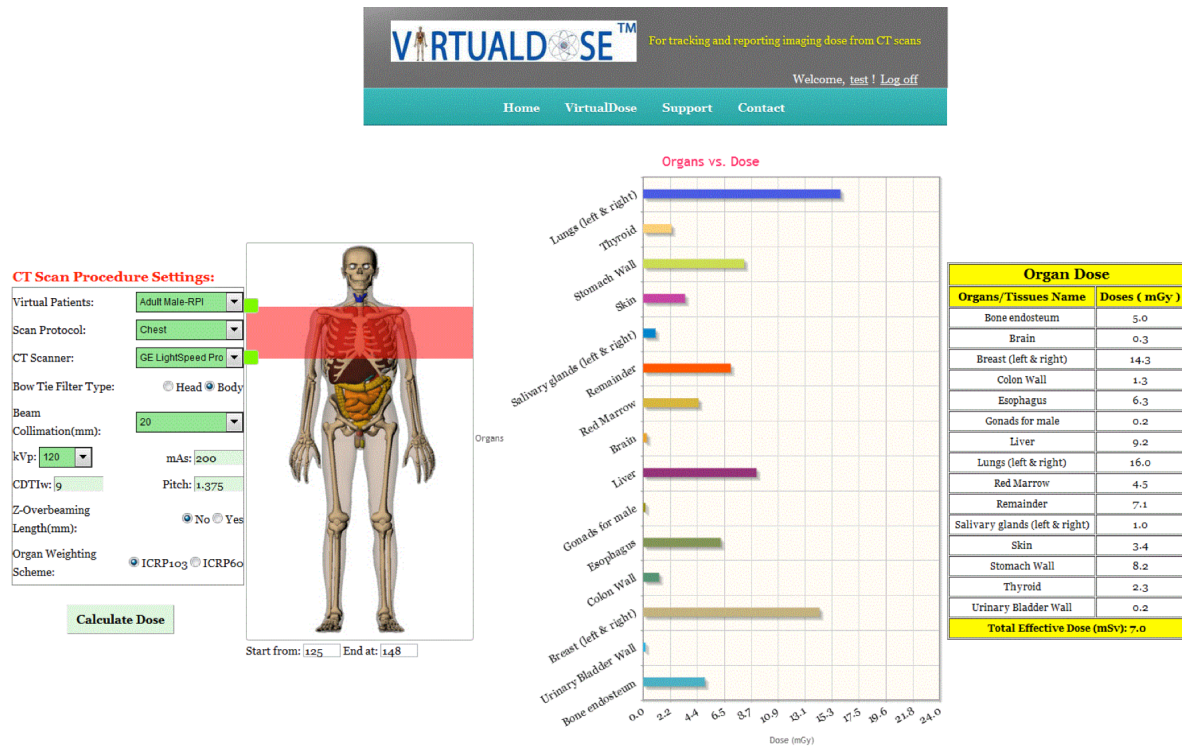 VIRTUALDOSE™
For tracking and reporting imaging dose from CT scans
Welcome, test ! Log off
Home VirtualDose Support Contact
CT Scan Procedure Settings:
Virtual Patients: Adult Male-RPI
Scan Protocol: Chest
CT Scanner: GE LightSpeed Pro
Bow Tie Filter Type: Head Body
Beam
Collimation(mm): 20
kVp: 120 mAs: 200
CDTIw: 9 Pitch: 1.375
Z-Overbeaming
Length(mm): No Yes
Organ Weighting
Scheme: ICRP103 ICRP60
Calculate Dose
Start from: 125 End at: 148
Organs vs. Dose
Organs
Lungs (left & right)
Thyroid
Stomach Wall
Skin
Salivary glands (left & right)
Remainder
Red Marrow
Brain
Liver
Gonads for male
Esophagus
Colon Wall
Breast (left & right)
Urinary Bladder Wall
Bone endosteum
0.0 2.2 4.4 6.5 8.7 10.9 13.1 15.3 17.5 19.6 21.8 24.0
Dose (mGy)
Organ Dose
Organs/Tissues Name Doses ( mGy )
Bone endosteum 5.0
Brain 0.3
Breast (left & right) 14.3
Colon Wall 1.3
Esophagus 6.3
Gonads for male 0.2
Liver 9.2
Lungs (left & right) 16.0
Red Marrow 4.5
Remainder 7.1
Salivary glands (left & right) 1.0
Skin 3.4
Stomach Wall 8.2
Thyroid 2.3
Urinary Bladder Wall 0.2
Total Effective Dose (mSv): 7.0